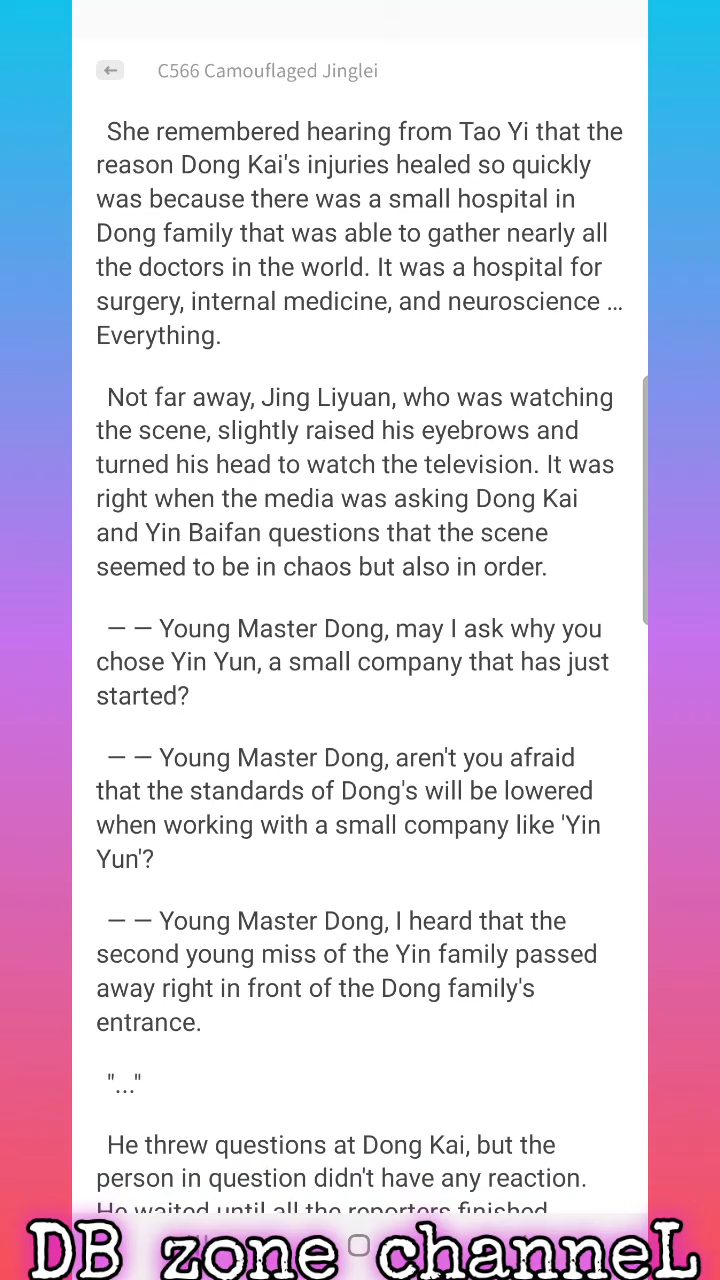 C566 Camouflaged Jinglei
She remembered hearing from Tao Yi that the
reason Dong Kai's injuries healed so quickly
was because there was a small hospital in
Dong family that was able to gather nearly all
the doctors in the world. It was a hospital for
surgery, internal medicine, and neuroscience ...
Everything.
Not far away, Jing Liyuan, who was watching
the scene, slightly raised his eyebrows and
turned his head to watch the television. It was
right when the media was asking Dong Kai
and Yin Baifan questions that the scene
seemed to be in chaos but also in order.
— — Young Master Dong, may I ask why you
chose Yin Yun, a small company that has just
started?
— — Young Master Dong, aren't you afraid
that the standards of Dong's will be lowered
when working with a small company like 'Yin
Yun'?
— — Young Master Dong, I heard that the
second young miss of the Yin family passed
away right in front of the Dong family's
entrance.
"..."
He threw questions at Dong Kai, but the
person in question didn't have any reaction.
He waited until all the reporters finished
DB zone channeL